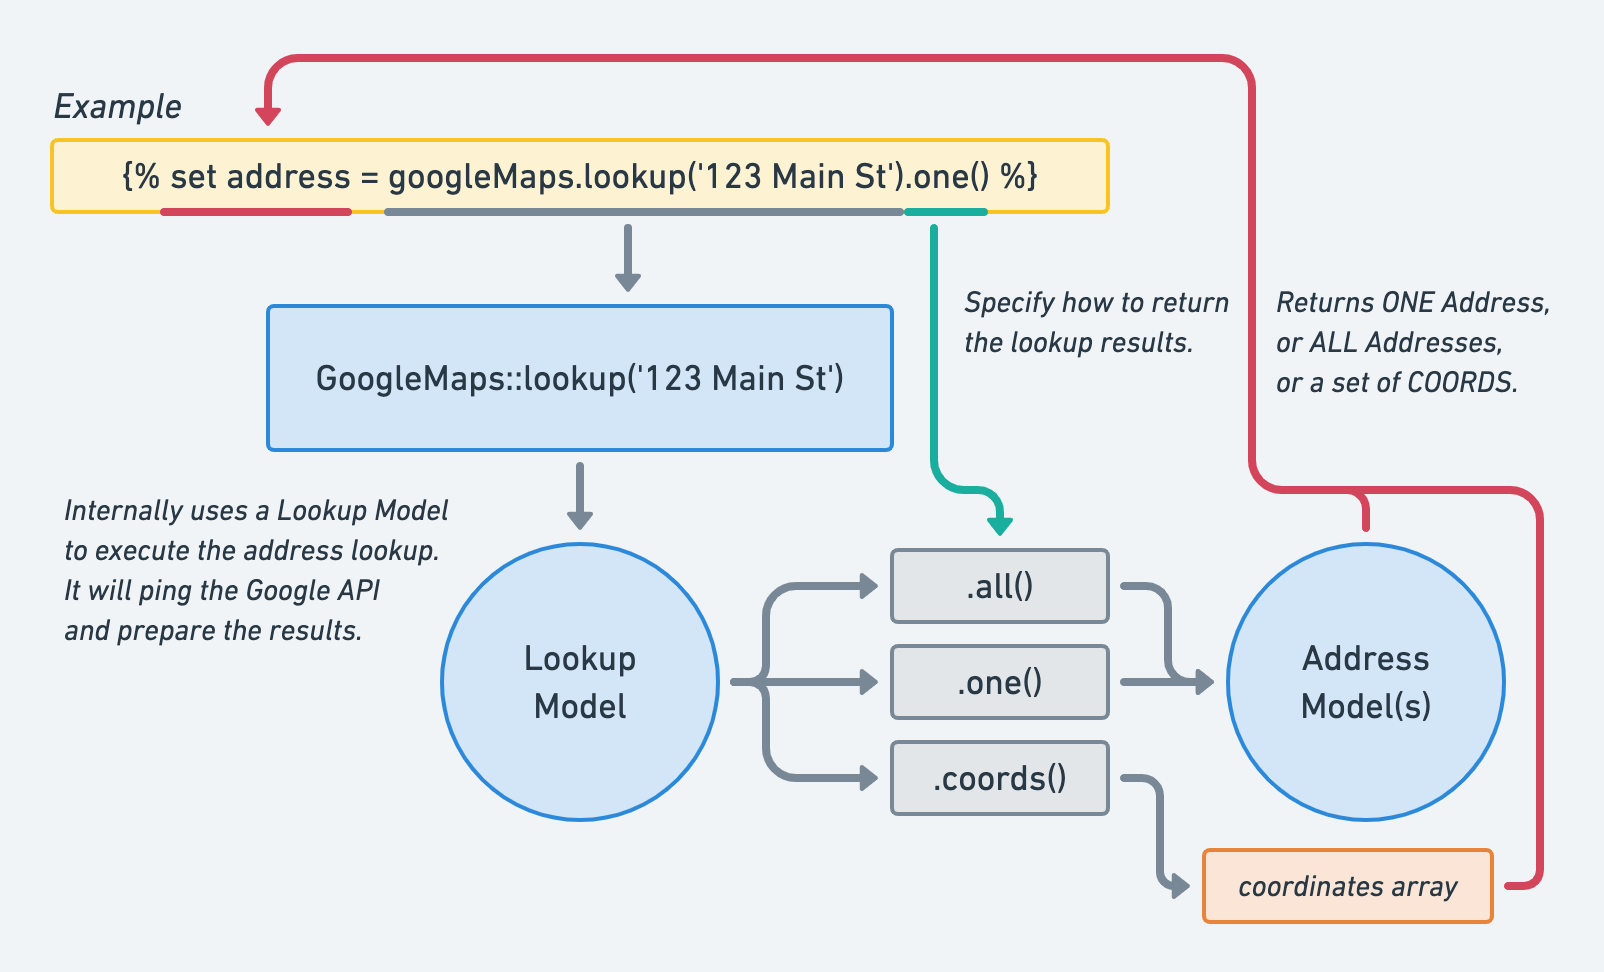 Example
{% set address = googleMaps.lookup('123 Main St').one() %}
Specify how to return
the lookup results.
Returns ONE Address,
or ALL Addresses,
or a set of COORDS.
GoogleMaps::lookup('123 Main St')
Internally uses a Lookup Model
to execute the address lookup.
It will ping the Google API
and prepare the results.
Lookup
Model
.all()
.one()
.coords()
Address
Model(s)
coordinates array